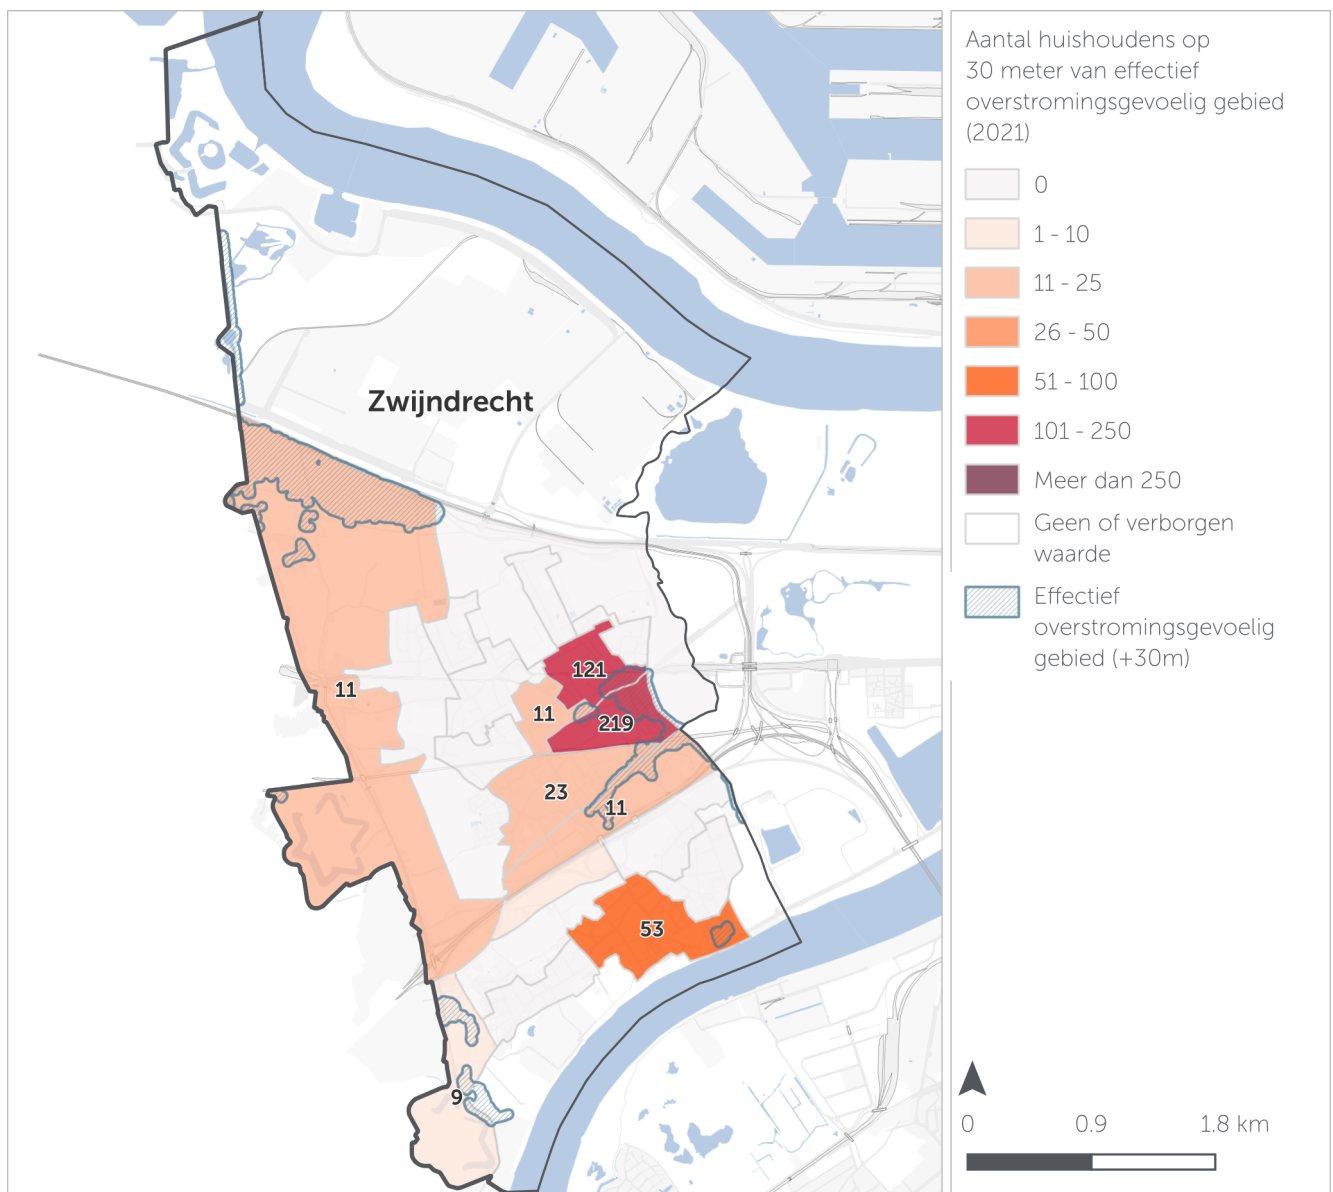 Zwijndrecht
121
11
11
219
23
11
53
9
Aantal huishoudens op
30 meter van effectief
overstromingsgevoelig gebied
(2021)
0
1 - 10
11 - 25
26 - 50
51 - 100
101 - 250
Meer dan 250
Geen of verborgen
waarde
Effectief
overstromingsgevoelig
gebied (+30m)
0 0.9 1.8 km